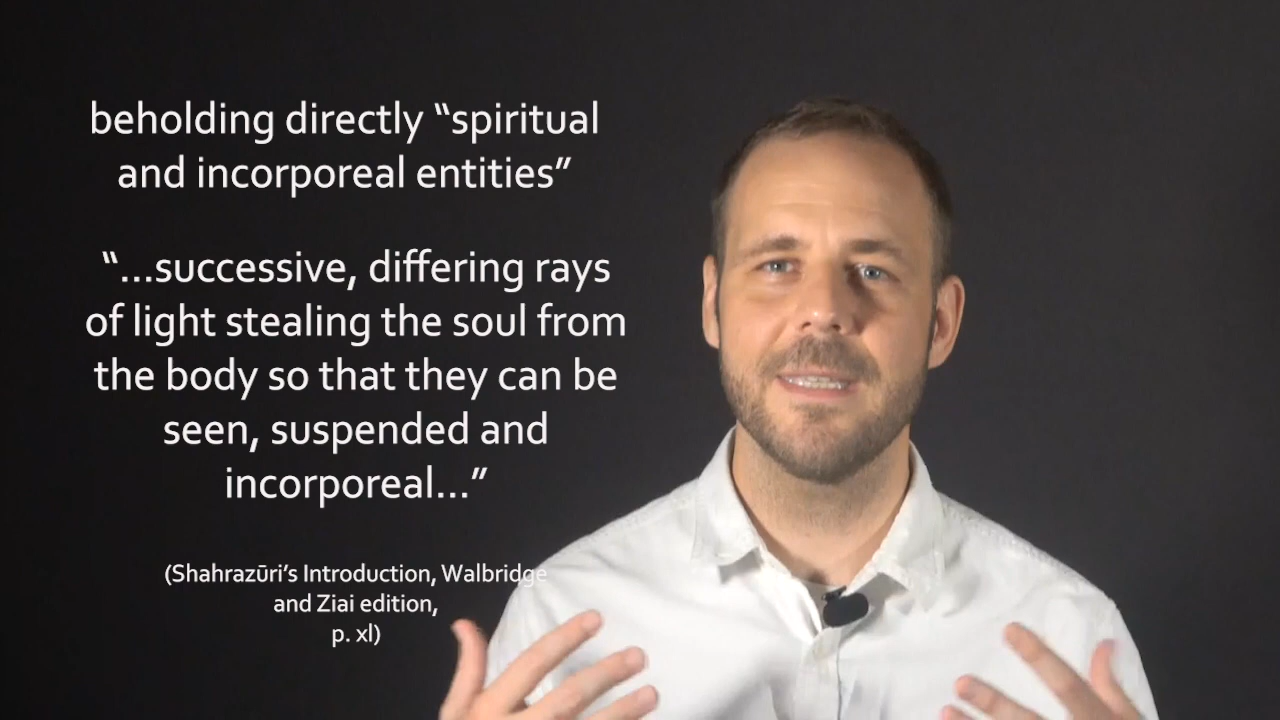 beholding directly “spiritual
and incorporeal entities”
“...successive, differing rays
of light stealing the soul from
the body so that they can be
seen, suspended and
incorporeal...”
(Shahrazūri’s Introduction, Walbridge
and Ziai edition,
p. xl)